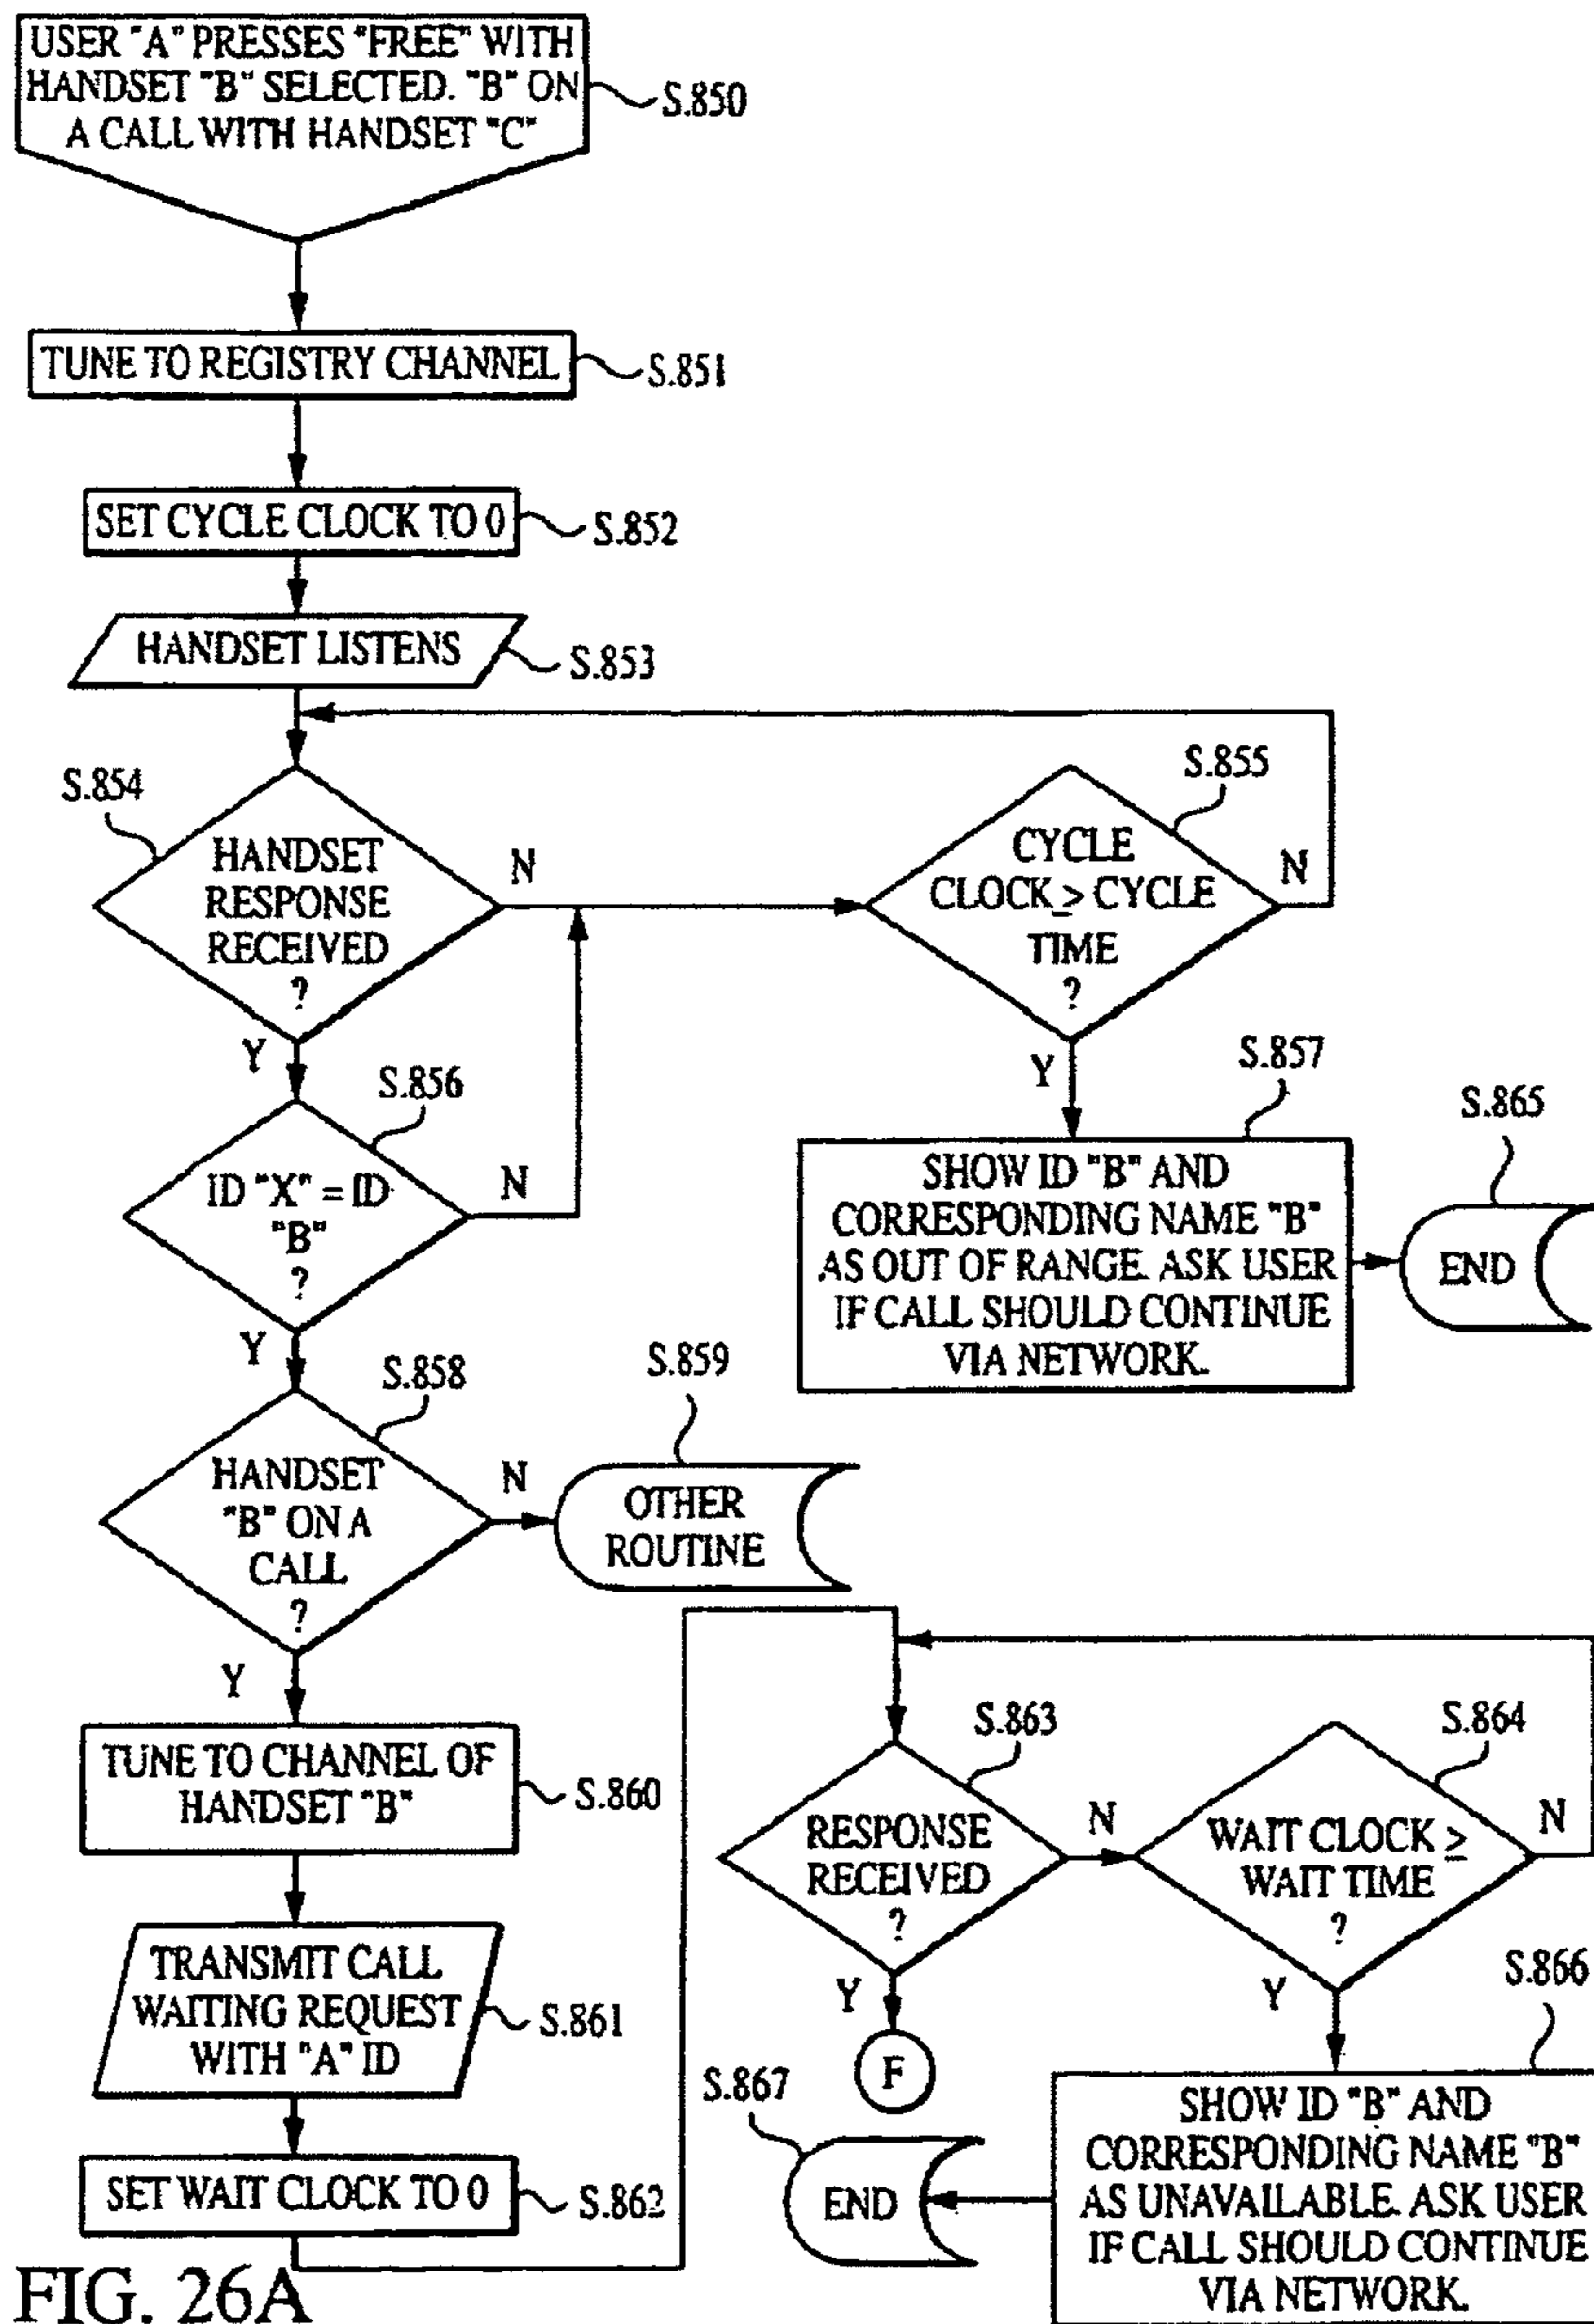 USER "A" PRESSES "FREE" WITH
HANDSET "B" SELECTED. "B" ON
A CALL WITH HANDSET "C"
S.850
TUNE TO REGISTRY CHANNEL
S.851
SET CYCLE CLOCK TO 0
S.852
HANDSET LISTENS
S.853
S.854
HANDSET
RESPONSE
RECEIVED
?
N
Y
S.855
CYCLE
CLOCK ≥ CYCLE
TIME
?
N
Y
S.856
ID "X" = ID
"B"
?
N
Y
S.857
SHOW ID "B" AND
CORRESPONDING NAME "B"
AS OUT OF RANGE. ASK USER
IF CALL SHOULD CONTINUE
VIA NETWORK.
S.865
END
S.858
HANDSET
"B" ON A
CALL
?
N
Y
S.859
OTHER
ROUTINE
TUNE TO CHANNEL OF
HANDSET "B"
S.860
TRANSMIT CALL
WAITING REQUEST
WITH "A" ID
S.861
SET WAIT CLOCK TO 0
S.862
S.863
RESPONSE
RECEIVED
?
N
Y
F
S.864
WAIT CLOCK ≥
WAIT TIME
?
N
Y
S.866
SHOW ID "B" AND
CORRESPONDING NAME "B"
AS UNAVAILABLE. ASK USER
IF CALL SHOULD CONTINUE
VIA NETWORK.
S.867
END
FIG. 26A